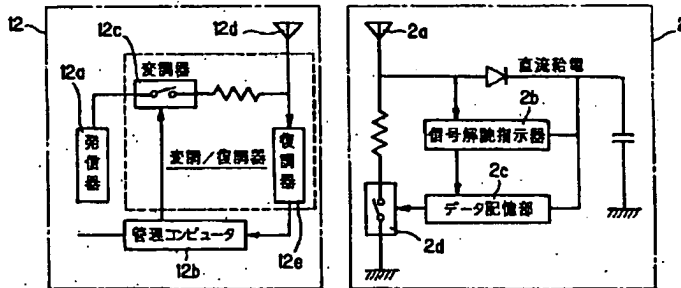 12
12c
12d
12a
変調器
発信器
変調/復調器
復調器
管理コンピュータ
12b
12e
2a
2
直流給電
2b
信号解読指示器
2c
データ記憶部
2d